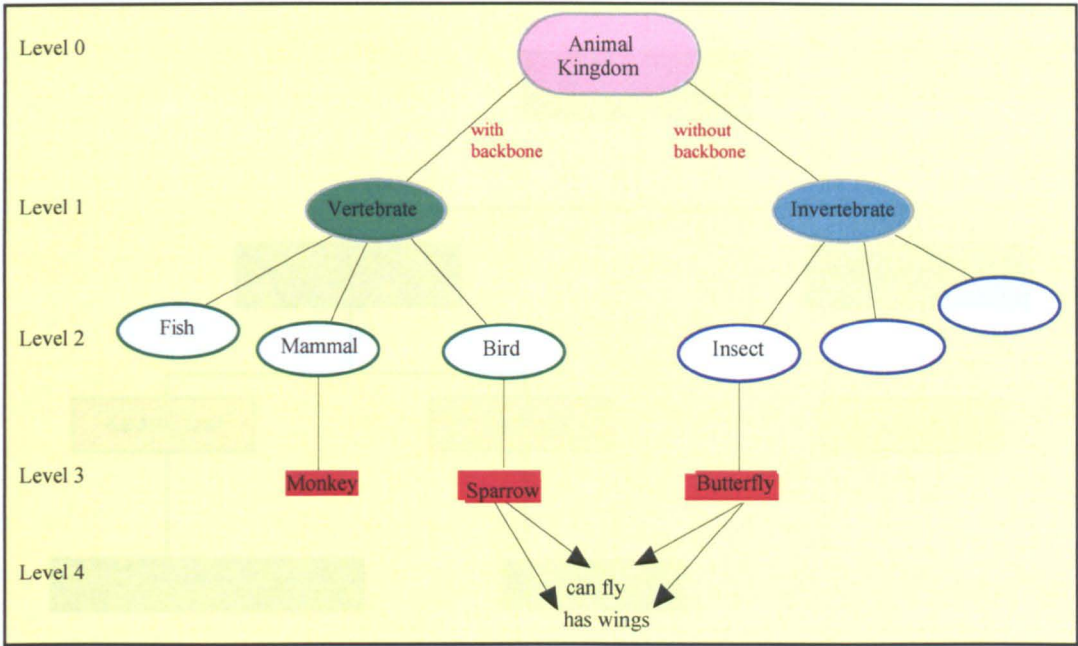 Level 0
Animal
Kingdom
with
backbone
without
backbone
Level 1
Vertebrate
Invertebrate
Level 2
Fish
Mammal
Bird
Insect
Level 3
Monkey
Sparrow
Butterfly
Level 4
can fly
has wings